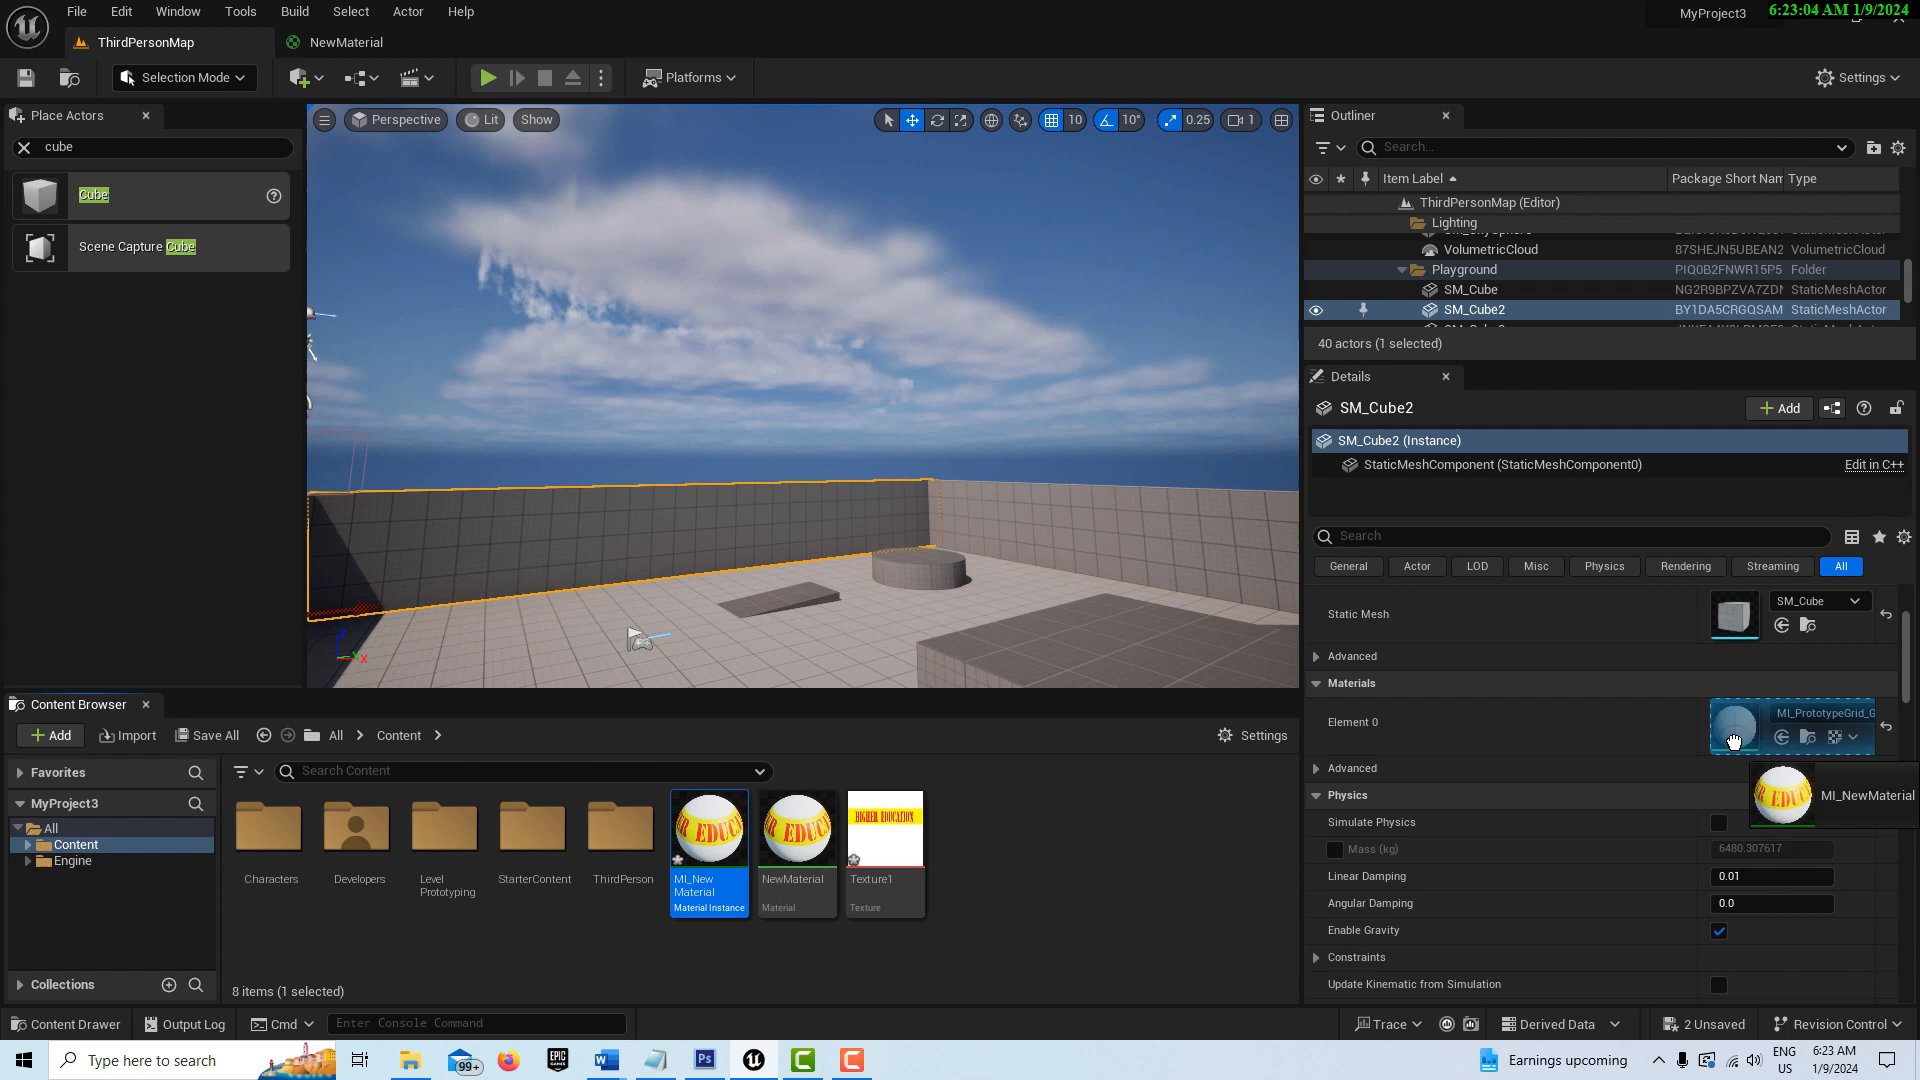 File Edit Window Tools Build Select Actor Help
MyProject3
6:23:04 AM 1/9/2024
ThirdPersonMap
NewMaterial
Selection Mode
Platforms
Settings
Place Actors
cube
Cube
Scene Capture Cube
Perspective
Lit
Show
10
10°
0.25
1
Outliner
Search...
Item Label
Package Short Nam
Type
ThirdPersonMap (Editor)
Lighting
VolumetricCloud 87SHEJN5UBEAN2 VolumetricCloud
Playground PIQ0B2FNWR15P5 Folder
SM_Cube NG2R9BPZVA7ZDN StaticMeshActor
SM_Cube2 BY1DA5CRGQSAM StaticMeshActor
40 actors (1 selected)
Details
SM_Cube2
Add
SM_Cube2 (Instance)
StaticMeshComponent (StaticMeshComponent0)
Edit in C++
Search
General Actor LOD Misc Physics Rendering Streaming All
Static Mesh
SM_Cube
Advanced
Materials
Element 0
MI_PrototypeGrid_G
Advanced
Physics
MI_NewMaterial
Simulate Physics
Mass (kg) 6480.307617
Linear Damping 0.01
Angular Damping 0.0
Enable Gravity
Constraints
Update Kinematic from Simulation
Content Browser
Add
Import
Save All
All
Content
Settings
Favorites
MyProject3
All
Content
Engine
Collections
Search Content
Characters
Developers
Level
Prototyping
StarterContent
ThirdPerson
R EDUCA
MI_New
Material
Material Instance
R EDUCA
NewMaterial
Material
HIGHER EDUCATION
Texture1
Texture
8 items (1 selected)
Content Drawer
Output Log
Cmd
Enter Console Command
Trace
Derived Data
2 Unsaved
Revision Control
Type here to search
99+
EPIC
GAMES
Ps
Earnings upcoming
ENG
US
6:23 AM
1/9/2024